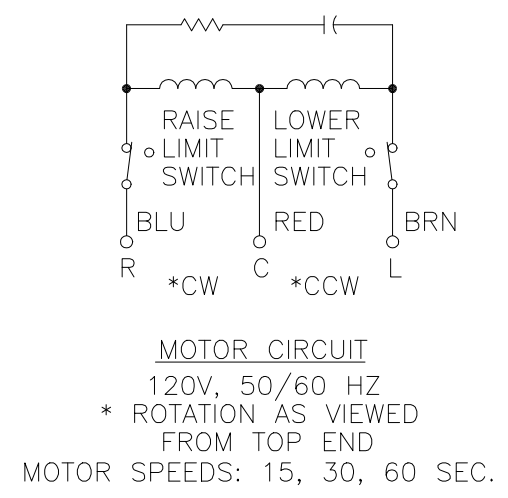 RAISE LOWER
LIMIT LIMIT
SWITCH SWITCH
BLU RED BRN
R C L
*CW *CCW
MOTOR CIRCUIT
120V, 50/60 HZ
* ROTATION AS VIEWED
FROM TOP END
MOTOR SPEEDS: 15, 30, 60 SEC.